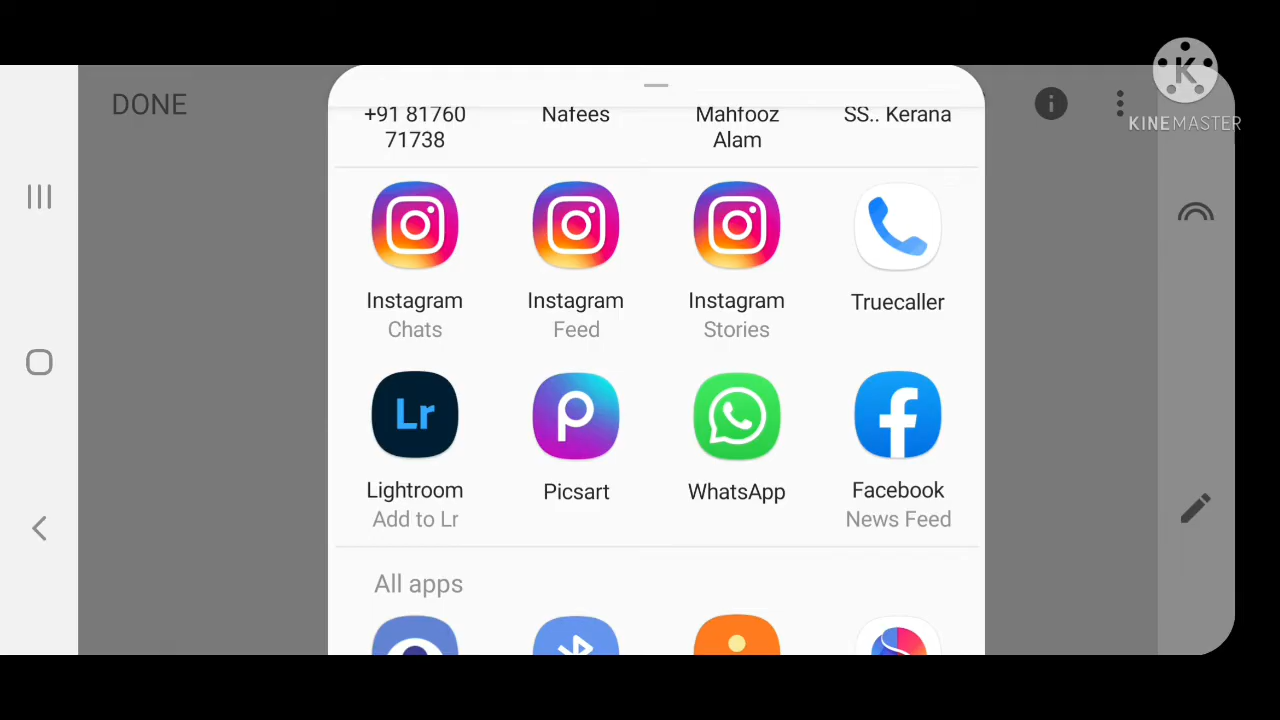 DONE
+91 81760
71738
Nafees
Mahfooz
Alam
SS.. Kerana
K
KINEMASTER
Instagram
Chats
Instagram
Feed
Instagram
Stories
Truecaller
Lr
Lightroom
Add to Lr
Picsart
WhatsApp
Facebook
News Feed
All apps